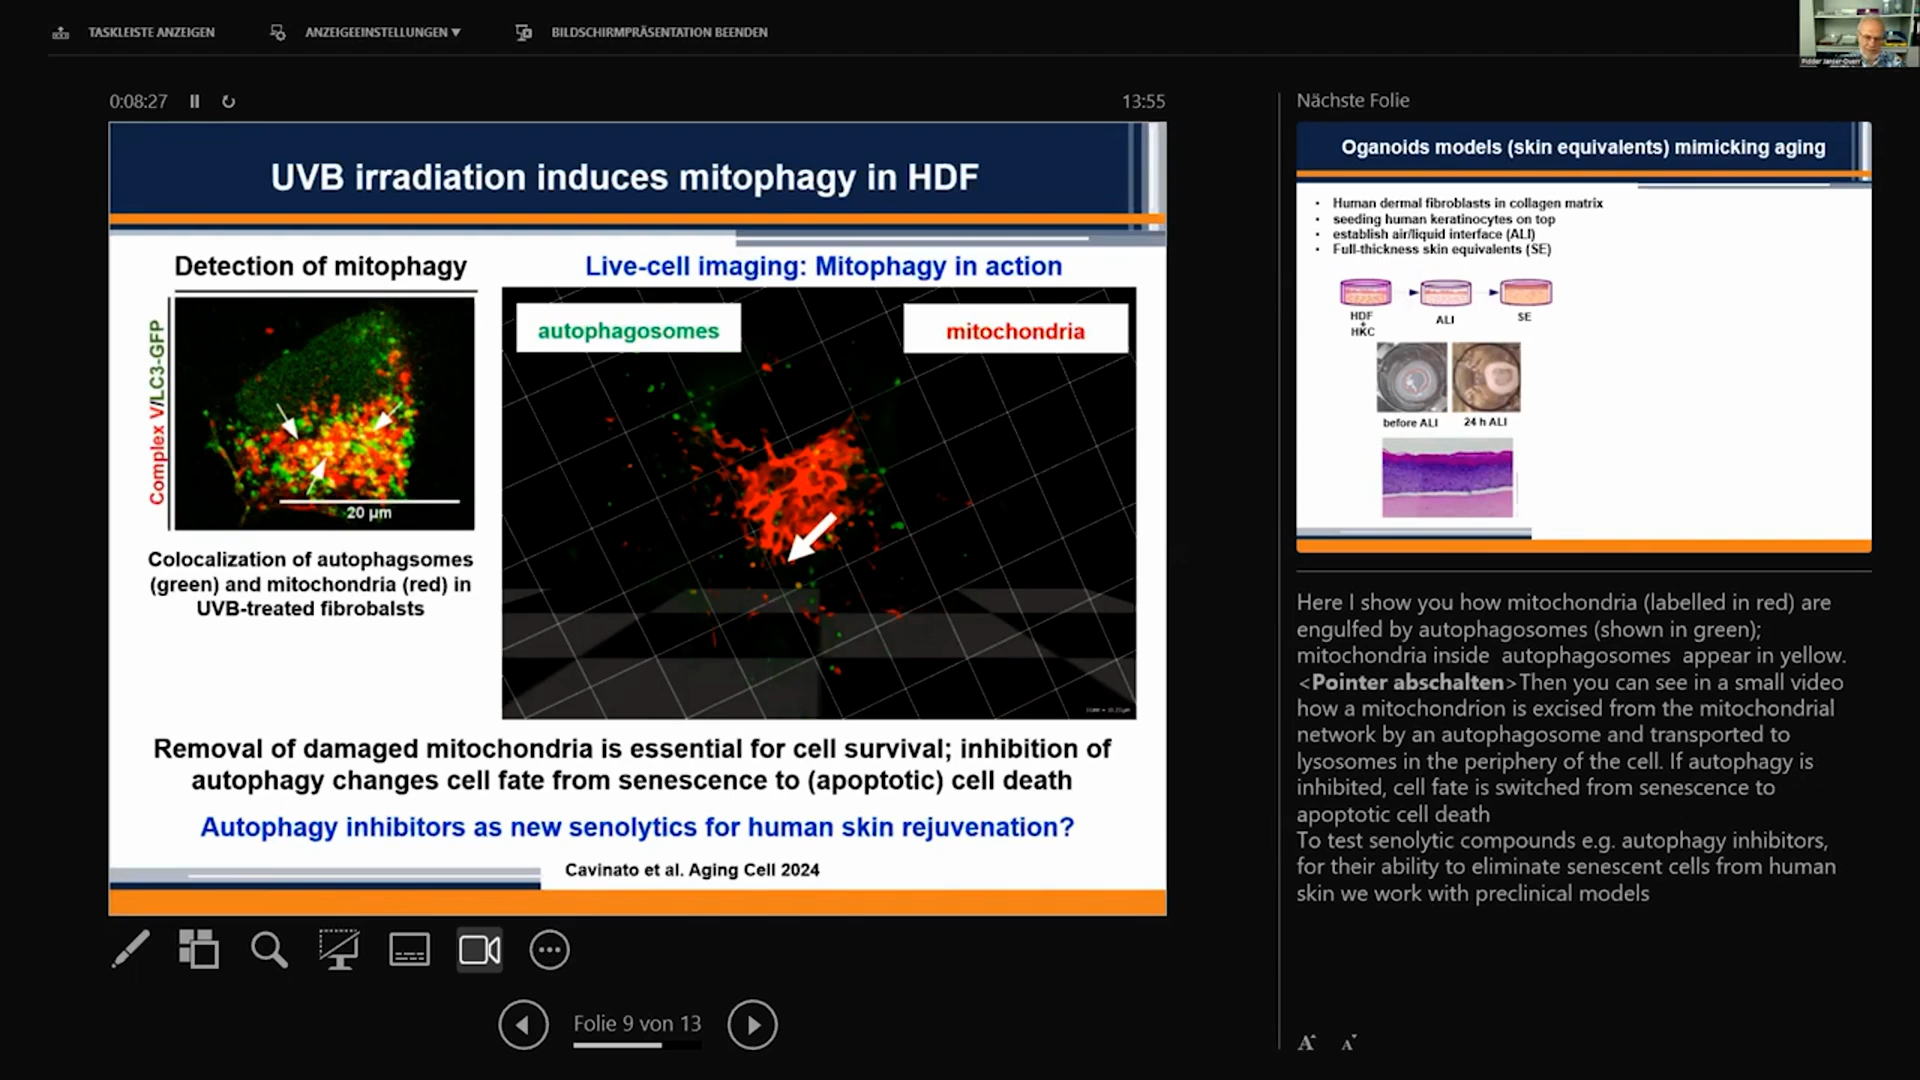 TASKLEISTE ANZEIGEN
ANZEIGEEINSTELLUNGEN ▼
BILDSCHIRMPRÄSENTATION BEENDEN
0:08:27
13:55
UVB irradiation induces mitophagy in HDF
Detection of mitophagy
Complex V/LC3-GFP
20 µm
Colocalization of autophagsomes
(green) and mitochondria (red) in
UVB-treated fibrobalsts
Live-cell imaging: Mitophagy in action
autophagosomes
mitochondria
Removal of damaged mitochondria is essential for cell survival; inhibition of
autophagy changes cell fate from senescence to (apoptotic) cell death
Autophagy inhibitors as new senolytics for human skin rejuvenation?
Cavinato et al. Aging Cell 2024
Folie 9 von 13
Nächste Folie
Oganoids models (skin equivalents) mimicking aging
• Human dermal fibroblasts in collagen matrix
• seeding human keratinocytes on top
• establish air/liquid interface (ALI)
• Full-thickness skin equivalents (SE)
HDF
+
HKC
ALI
SE
before ALI
24 h ALI
Here I show you how mitochondria (labelled in red) are
engulfed by autophagosomes (shown in green);
mitochondria inside autophagosomes appear in yellow.
<Pointer abschalten>Then you can see in a small video
how a mitochondrion is excised from the mitochondrial
network by an autophagosome and transported to
lysosomes in the periphery of the cell. If autophagy is
inhibited, cell fate is switched from senescence to
apoptotic cell death
To test senolytic compounds e.g. autophagy inhibitors,
for their ability to eliminate senescent cells from human
skin we work with preclinical models
A A